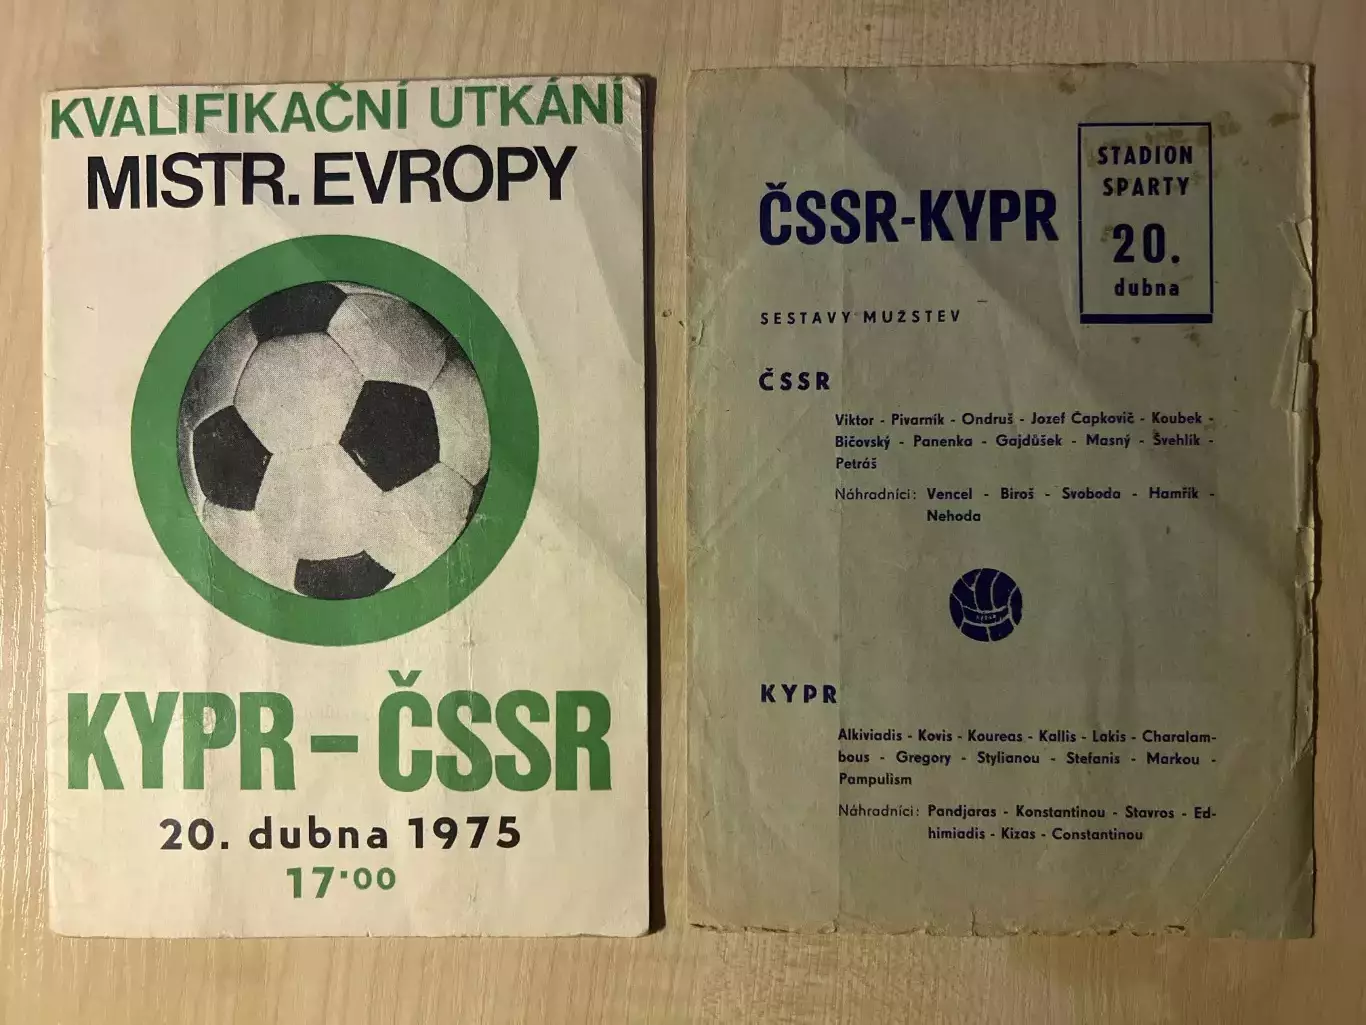 KVALIFIKAČNÍ UTKÁNÍ
MISTR. EVROPY
KYPR-ČSSR
20. dubna 1975
17·00
ČSSR-KYPR
STADION
SPARTY
20.
dubna
SESTAVY MUŽSTEV
ČSSR
Viktor - Pivarník - Ondruš - Jozef Čapkovič - Koubek -
Bičovský - Panenka - Gajdůšek - Masný - Švehlík -
Petráš
Náhradníci: Vencel - Biroš - Svoboda - Hamřík -
Nehoda
KYPR
Alkiviadis - Kovis - Koureas - Kallis - Lakis - Charalam-
bous - Gregory - Stylianou - Stefanis - Markou -
Pampulism
Náhradníci: Pandjaras - Konstantinou - Stavros - Ed-
himiadis - Kizas - Constantinou